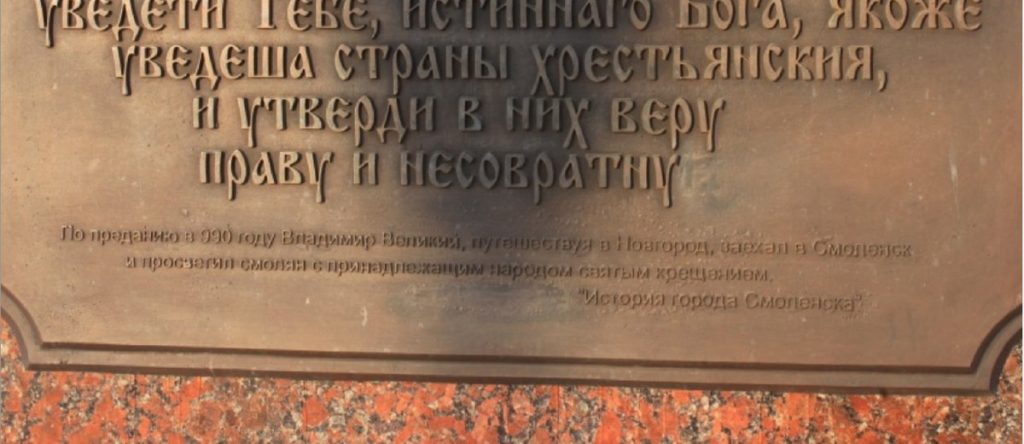 уведети Тебе, истиннаго Бога, якоже
уведеша страны хрестьянския,
и утверди в них веру
праву и несовратну
По преданию в 990 году Владимир Великий, путешествуя в Новгород, заехал в Смоленск
и просветил смолян с принадлежащим народом святым крещением.
"История города Смоленска"